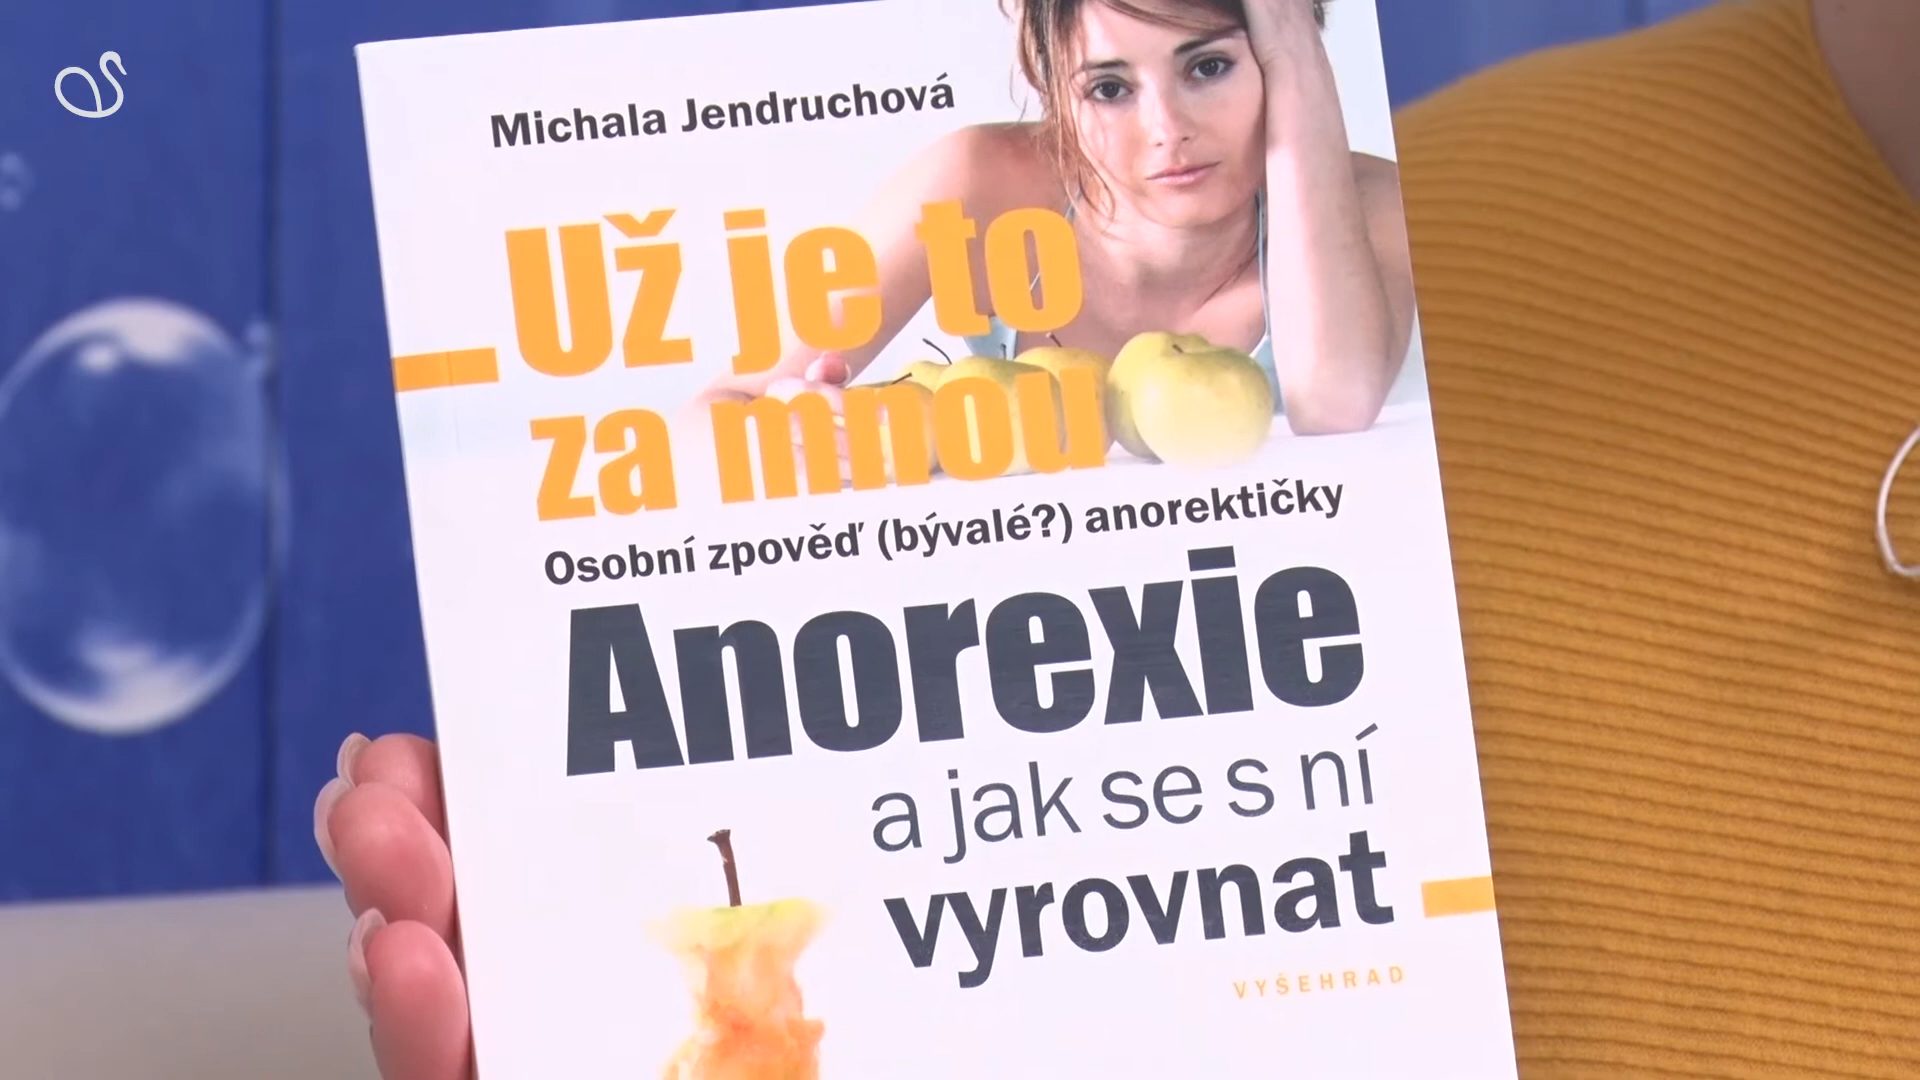 Michala Jendruchová
Už je to
za mnou
Osobní zpověď (bývalé?) anorektičky
Anorexie
a jak se s ní
vyrovnat
VYŠEHRAD